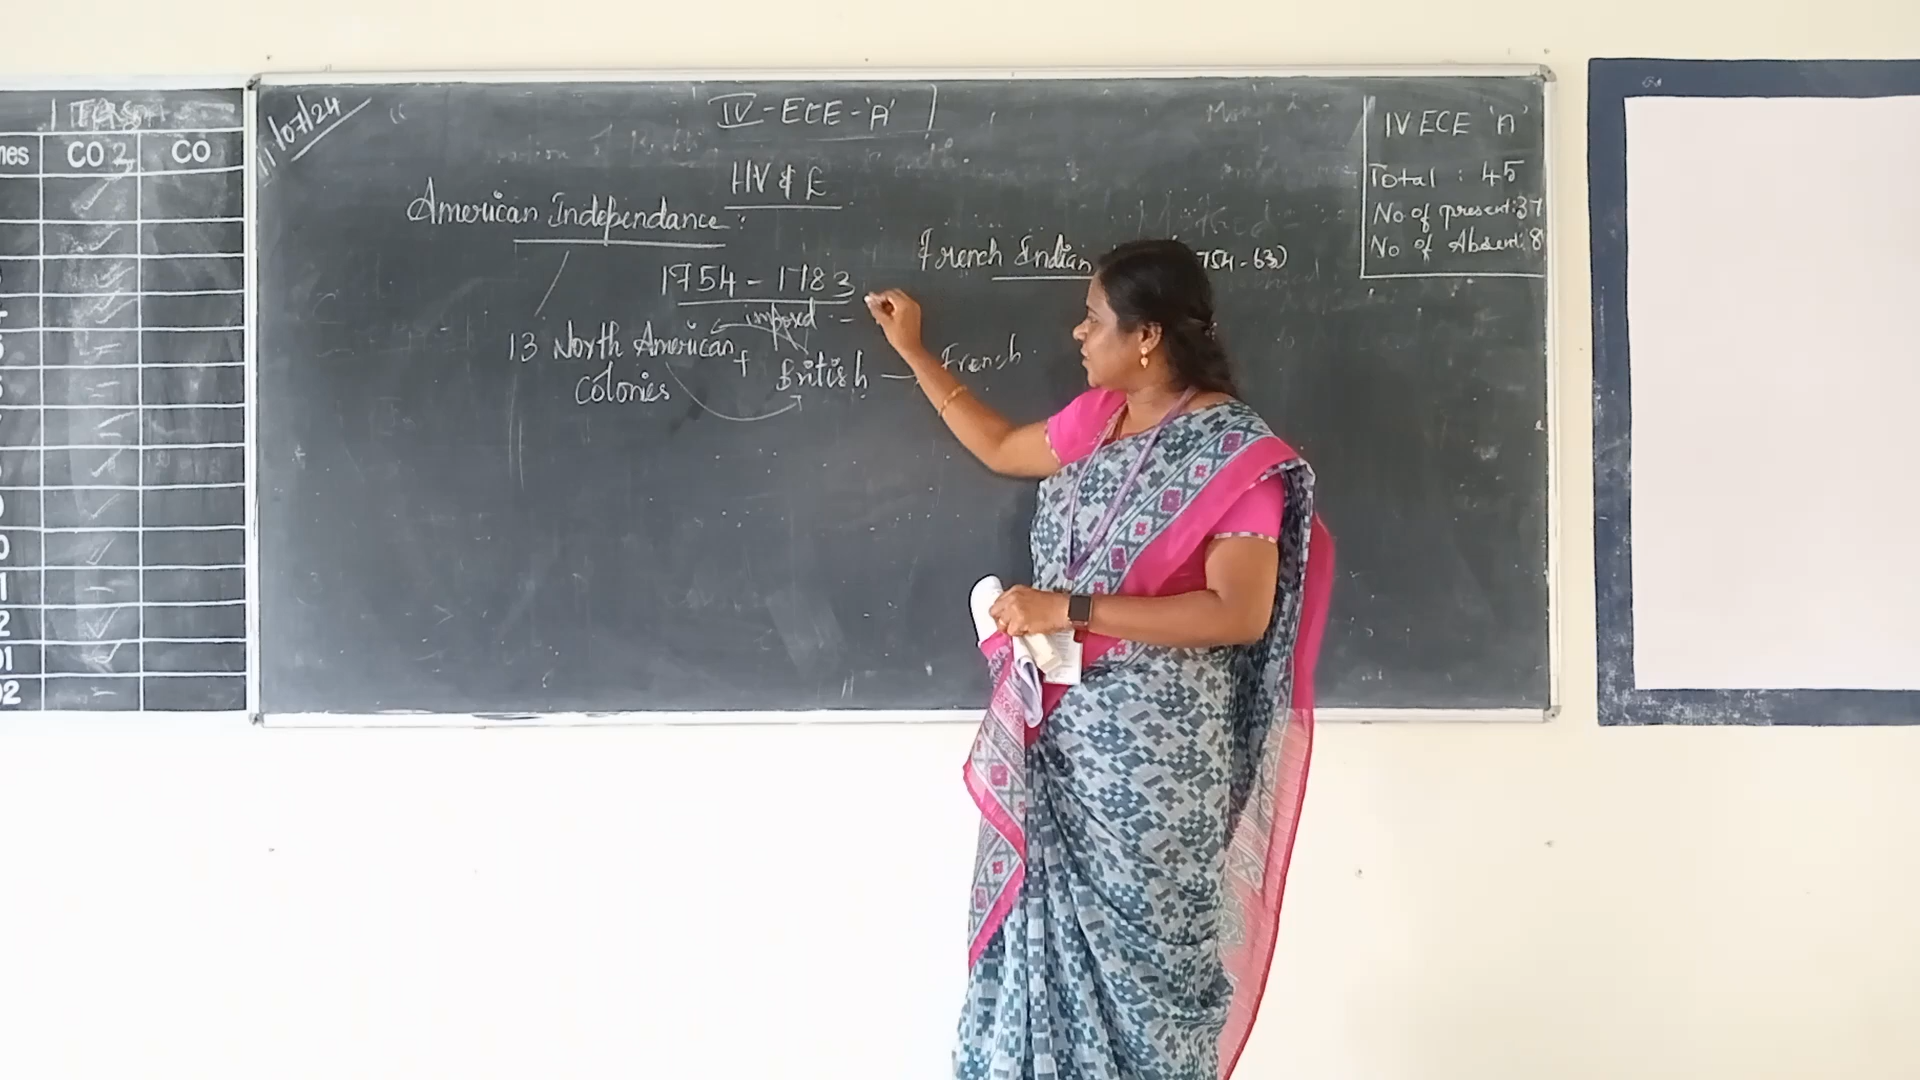 11/07/24
IV - ECE - 'A'
HV & E
American Independance :
1754 - 1783
imposed
13 North American
Colonies
+
British
French
French Indian
754 - 63)
IV ECE 'A'
Total : 45
No of present: 37
No of Absent: 8
CO 2
CO